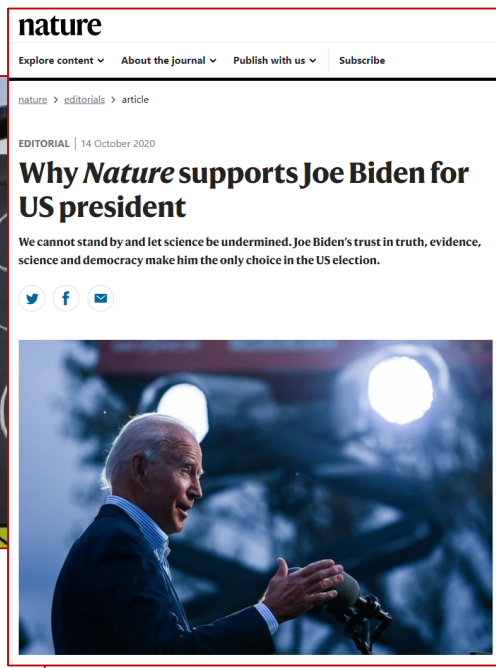 nature
Explore content About the journal Publish with us Subscribe
nature > editorials > article
EDITORIAL | 14 October 2020
Why Nature supports Joe Biden for
US president
We cannot stand by and let science be undermined. Joe Biden's trust in truth, evidence,
science and democracy make him the only choice in the US election.